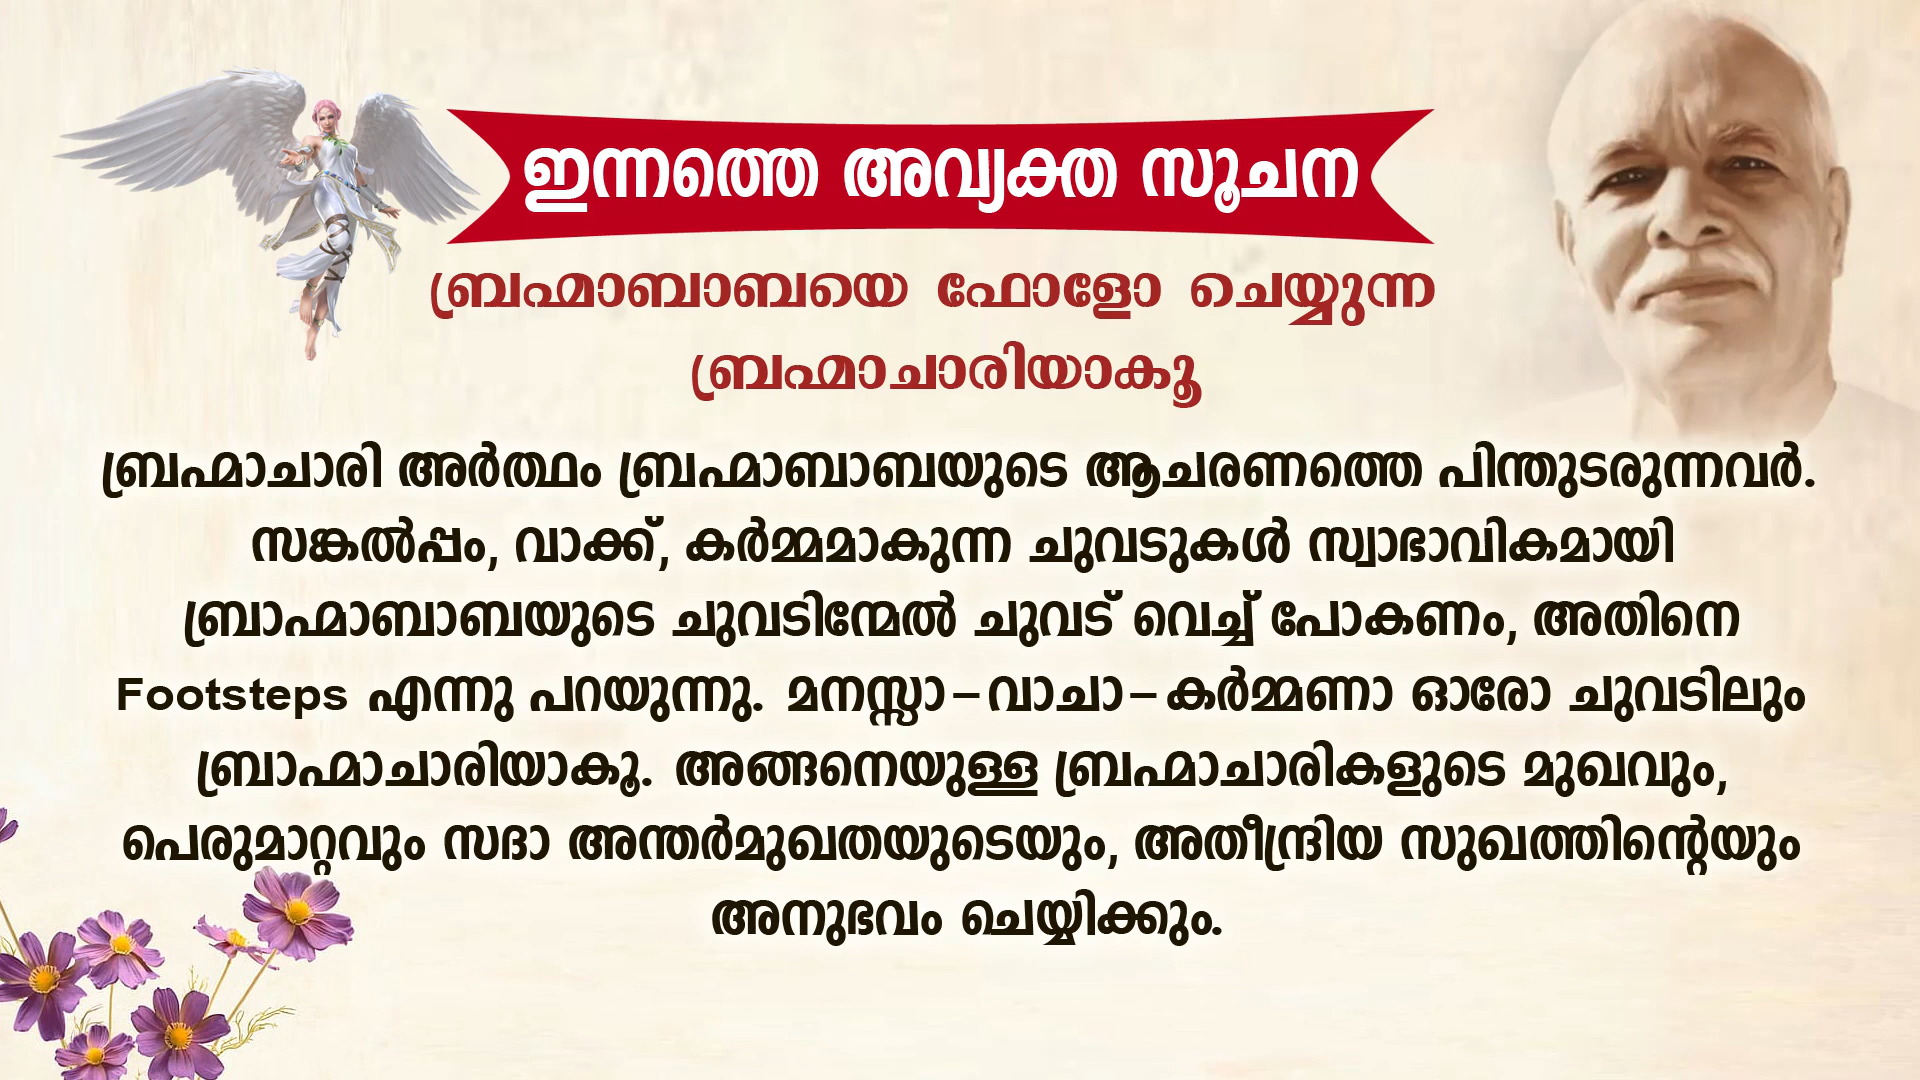 ഇന്നത്തെ അവ്യക്ത സൂചന
ബ്രഹ്മാബാബയെ ഫോളോ ചെയ്യുന്ന
ബ്രഹ്മാചാരിയാകൂ
ബ്രഹ്മാചാരി അർത്ഥം ബ്രഹ്മാബാബയുടെ ആചരണത്തെ പിന്തുടരുന്നവർ.
സങ്കൽപ്പം, വാക്ക്, കർമ്മമാകുന്ന ചുവടുകൾ സ്വാഭാവികമായി
ബ്രാഹ്മാബാബയുടെ ചുവടിന്മേൽ ചുവട് വെച്ച് പോകണം, അതിനെ
Footsteps എന്നു പറയുന്നു. മനസ്സാ-വാചാ-കർമ്മണാ ഓരോ ചുവടിലും
ബ്രാഹ്മാചാരിയാകൂ. അങ്ങനെയുള്ള ബ്രഹ്മാചാരികളുടെ മുഖവും,
പെരുമാറ്റവും സദാ അന്തർമുഖതയുടെയും, അതീന്ദ്രിയ സുഖത്തിന്റെയും
അനുഭവം ചെയ്യിക്കും.